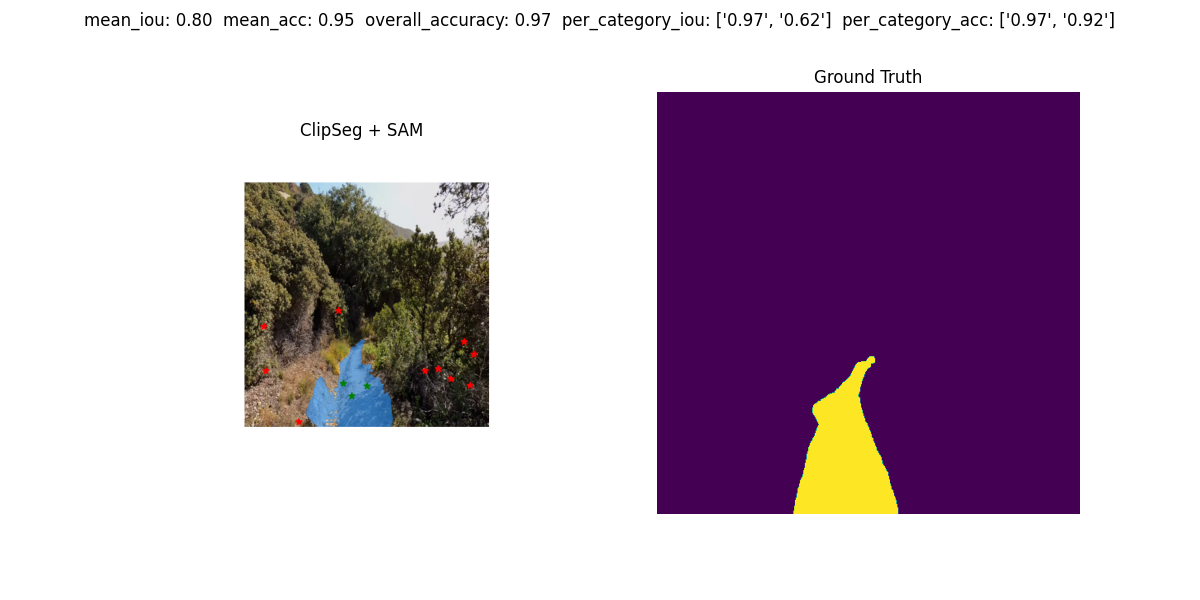 mean_iou: 0.80  mean_acc: 0.95  overall_accuracy: 0.97  per_category_iou: ['0.97', '0.62']  per_category_acc: ['0.97', '0.92']
Ground Truth
ClipSeg + SAM